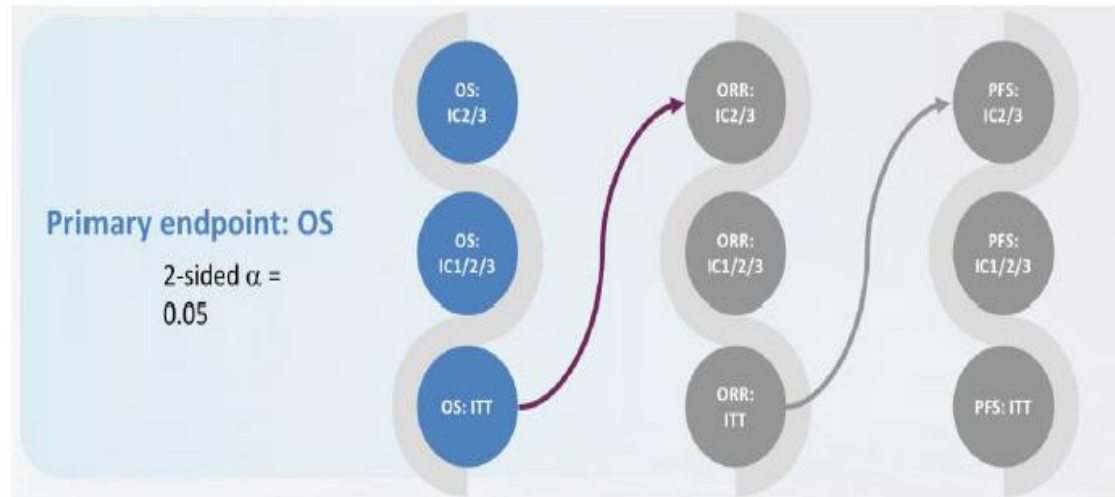 Primary endpoint: OS
2-sided α =
0.05
OS:
IC2/3
OS:
IC1/2/3
OS: ITT
ORR:
IC2/3
ORR:
IC1/2/3
ORR:
ITT
PFS:
IC2/3
PFS:
IC1/2/3
PFS: ITT